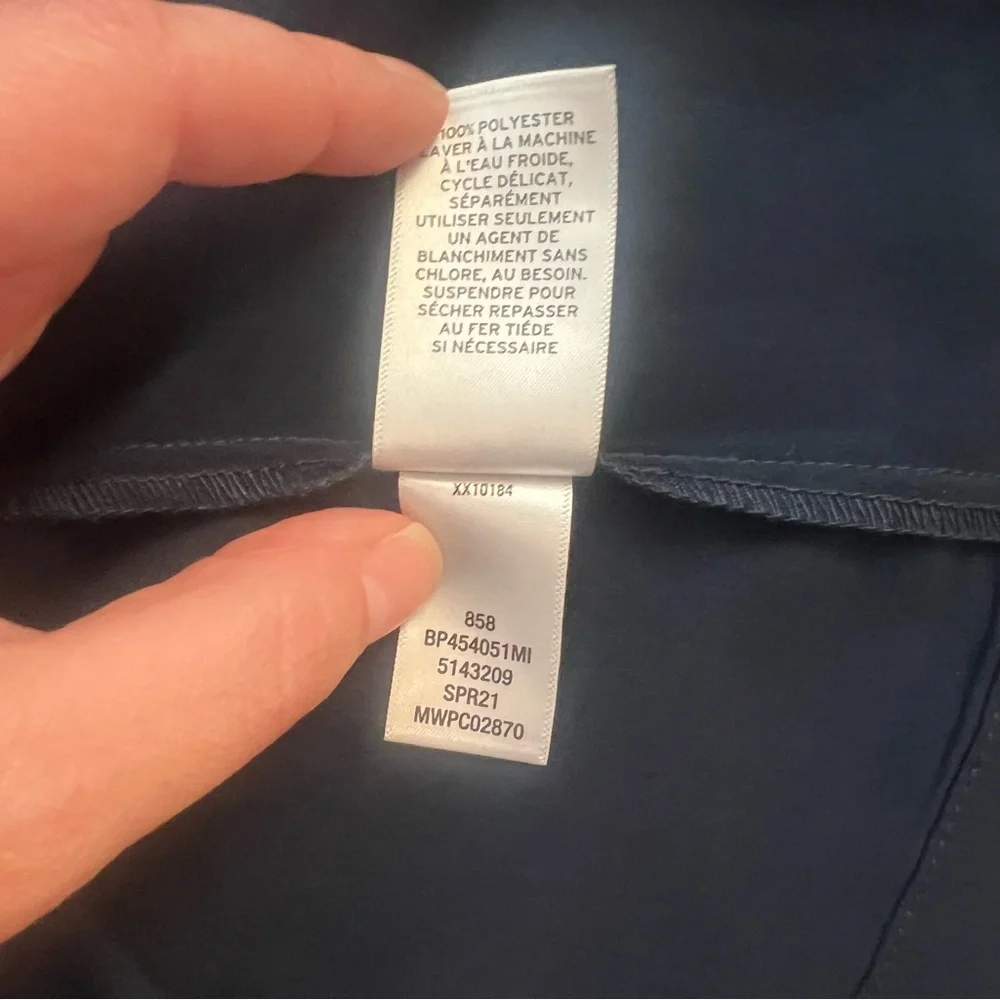 100% POLYESTER
LAVER À LA MACHINE
À L'EAU FROIDE,
CYCLE DÉLICAT,
SÉPARÉMENT
UTILISER SEULEMENT
UN AGENT DE
BLANCHIMENT SANS
CHLORE, AU BESOIN.
SUSPENDRE POUR
SÉCHER REPASSER
AU FER TIÉDE
SI NÉCESSAIRE
XX10184
858
BP454051MI
5143209
SPR21
MWPC02870